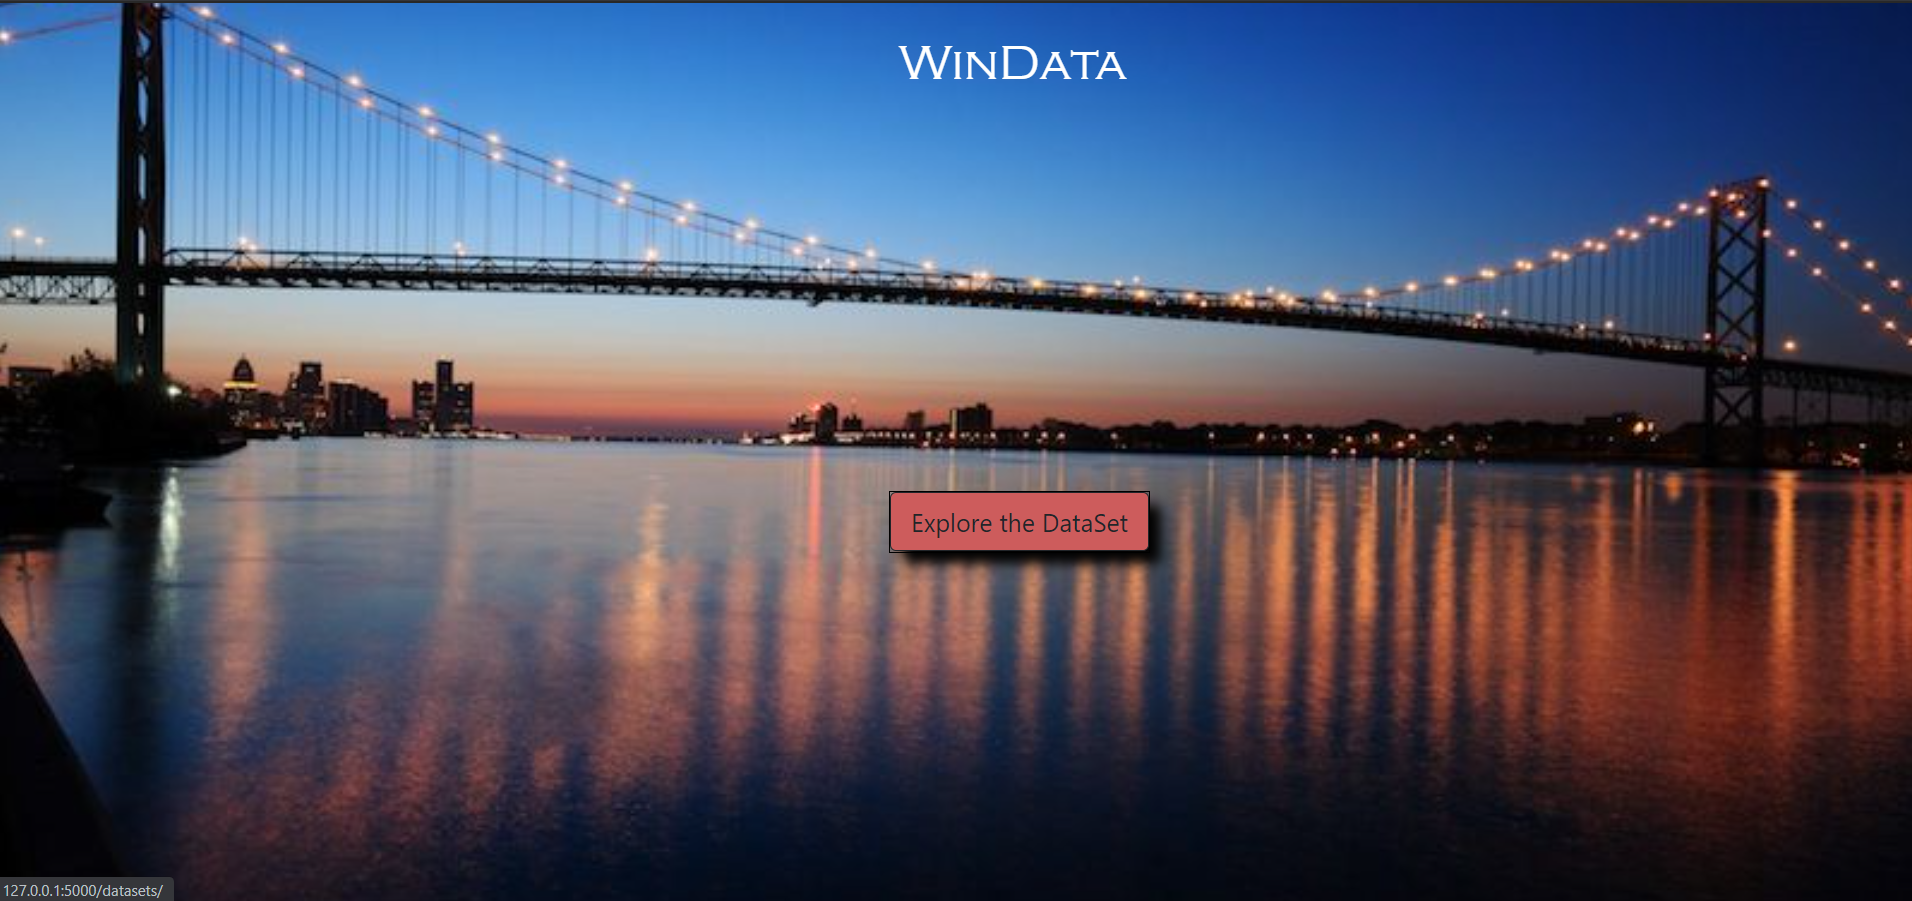 WinData
Explore the DataSet
127.0.0.1:5000/datasets/